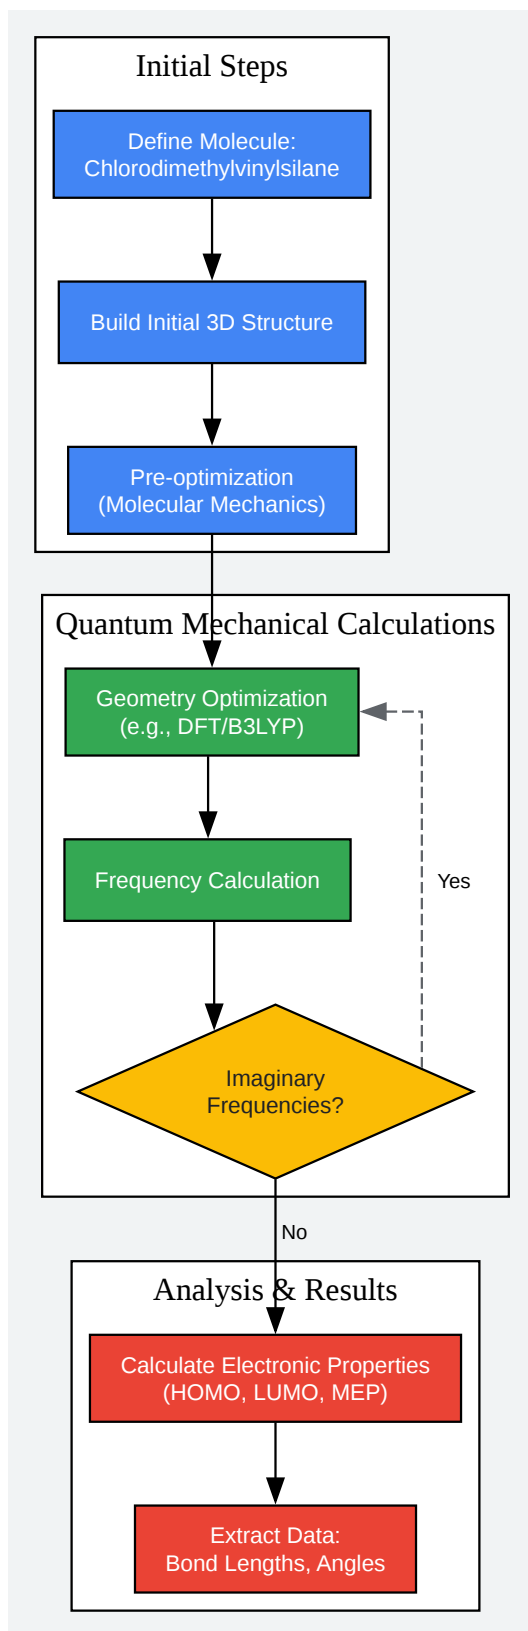 Initial Steps
Define Molecule:
Chlorodimethylvinylsilane
Build Initial 3D Structure
Pre-optimization
(Molecular Mechanics)
Quantum Mechanical Calculations
Geometry Optimization
(e.g., DFT/B3LYP)
Frequency Calculation
Yes
Imaginary
Frequencies?
No
Analysis & Results
Calculate Electronic Properties
(HOMO, LUMO, MEP)
Extract Data:
Bond Lengths, Angles